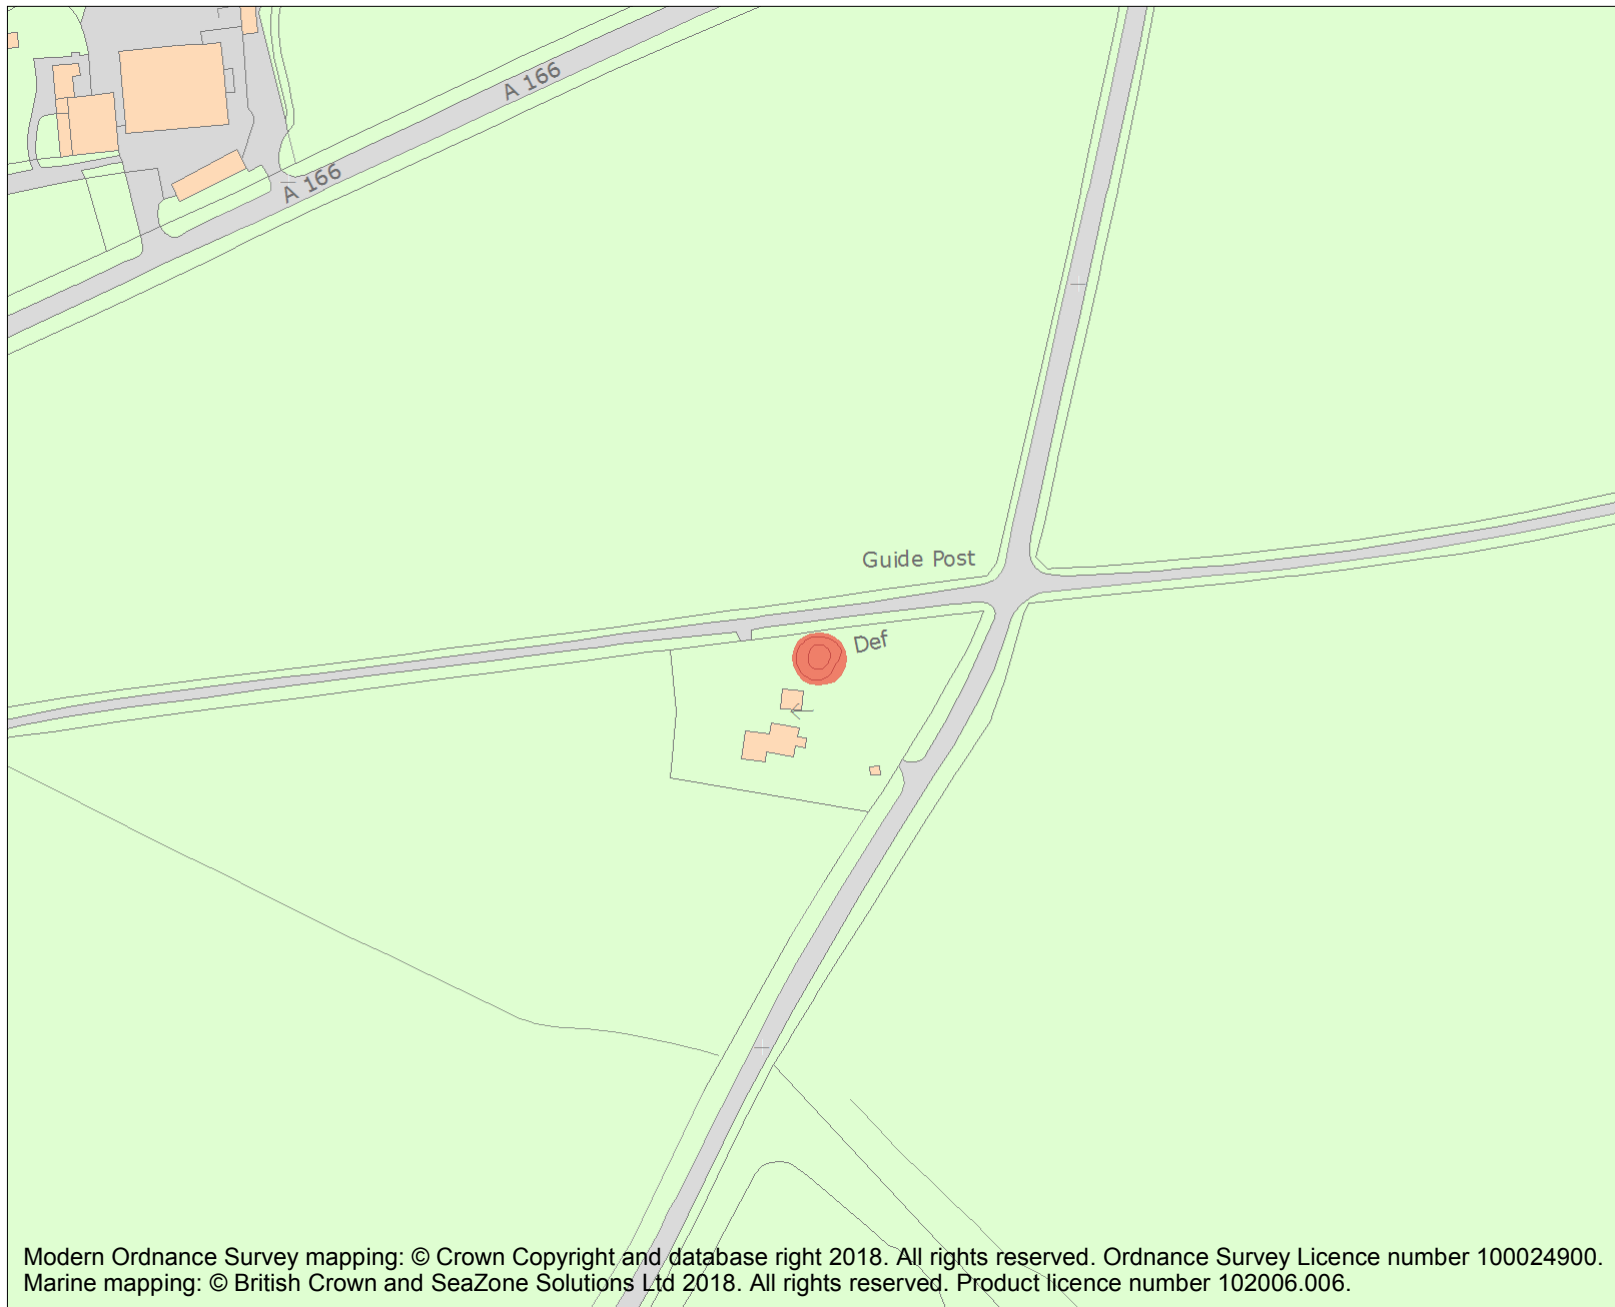 A 166
A 166
Guide Post
Def
Modern Ordnance Survey mapping: © Crown Copyright and database right 2018. All rights reserved. Ordnance Survey Licence number 100024900.
Marine mapping: © British Crown and SeaZone Solutions Ltd 2018. All rights reserved. Product licence number 102006.006.